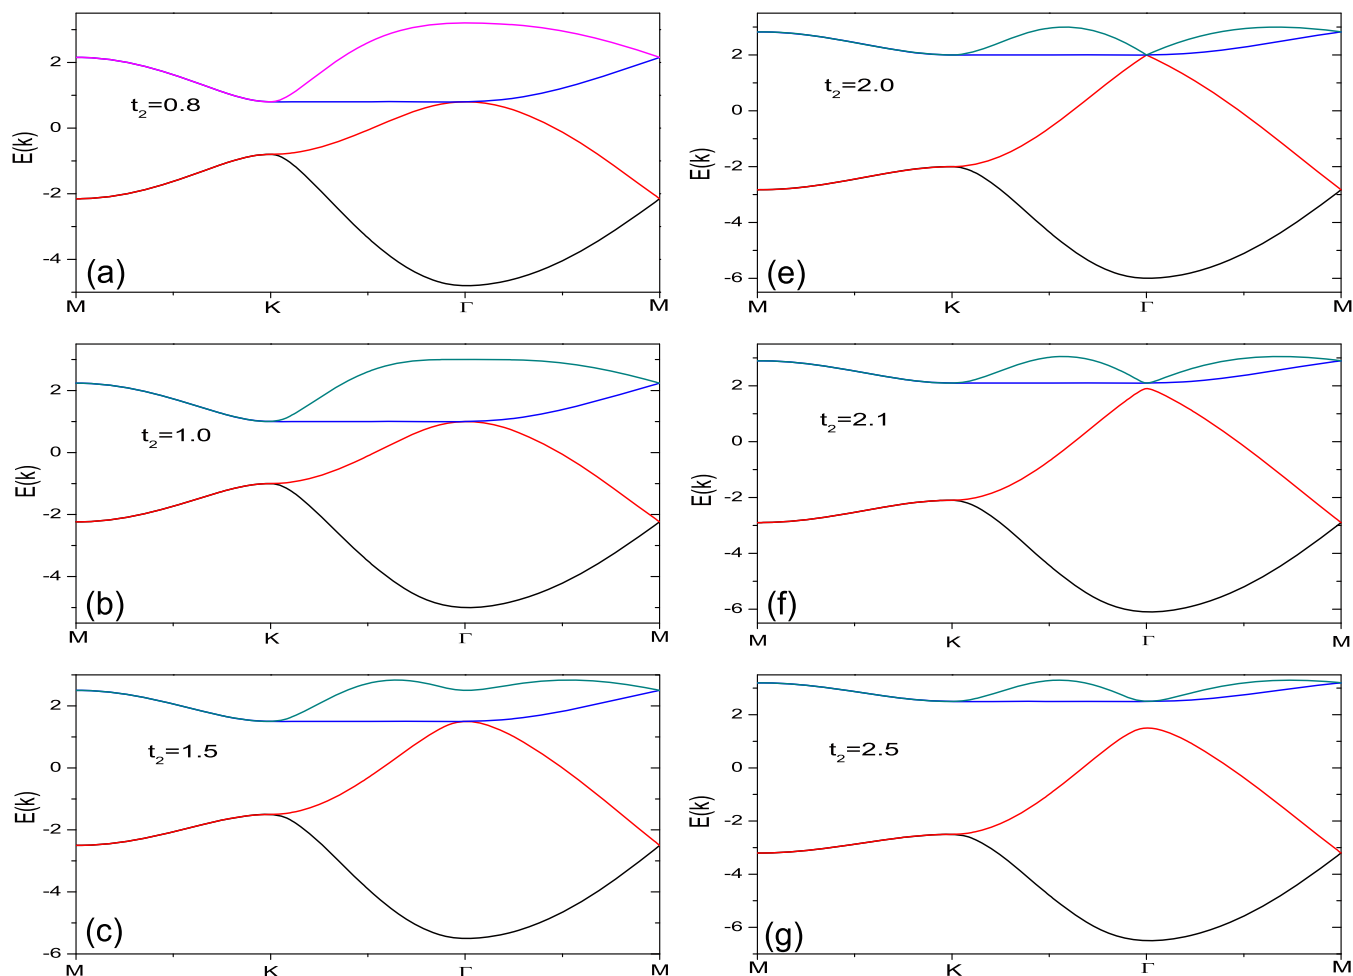 E(k)
0
-2
-4
2
t₂=0.8
(a)
M K Γ M
E(k)
2
0
-2
-4
t₂=1.0
(b)
M K Γ M
E(k)
2
0
-2
-4
-6
t₂=1.5
(c)
M K Γ M
E(k)
2
0
-2
-4
-6
t₂=2.0
(e)
M K Γ M
E(k)
2
0
-2
-4
-6
t₂=2.1
(f)
M K Γ M
E(k)
2
0
-2
-4
-6
t₂=2.5
(g)
M K Γ M